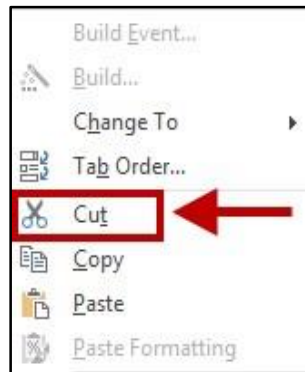 Build Event...
Build...
Change To
Tab Order...
Cut
Copy
Paste
Paste Formatting